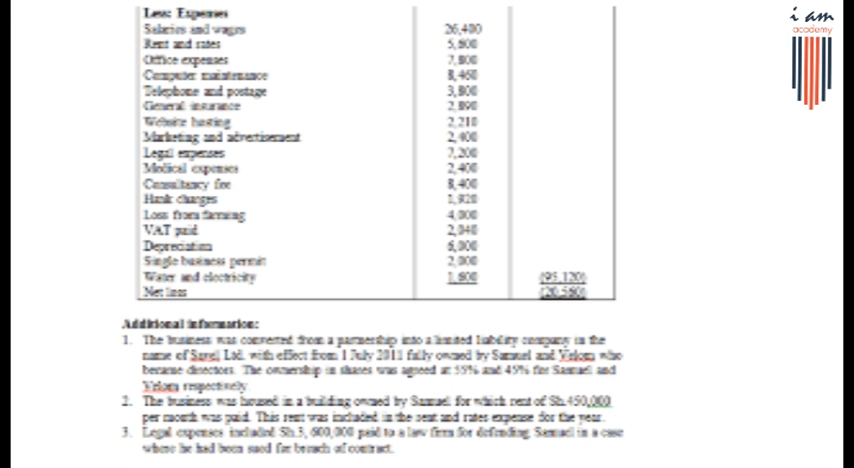 i am
academy
Less: Expenses
Salaries and wages 26,400
Rent and rates 5,800
Office expenses 7,800
Computer maintenance 8,460
Telephone and postage 3,800
General insurance 2,890
Website hosting 2,210
Marketing and advertisement 2,400
Legal expenses 7,200
Medical expenses 2,400
Consultancy fee 8,400
Bank charges 1,920
Loss from farming 4,000
VAT paid 2,040
Depreciation 6,000
Single business permit 2,000
Water and electricity 1,800 (95,120)
Net loss (20,560)
Additional information:
1. The business was converted from a partnership into a limited liability company in the
name of Ltd. with effect from 1 July 2011 fully owned by Samuel and who
became directors. The ownership in shares was agreed at 55% and 45% for Samuel and
respectively.
2. The business was housed in a building owned by Samuel for which rent of Sh.450,000
per month was paid. This rent was included in the rent and rates expense for the year.
3. Legal expenses included Sh.3,600,000 paid to a law firm for defending Samuel in a case
where he had been sued for breach of contract.